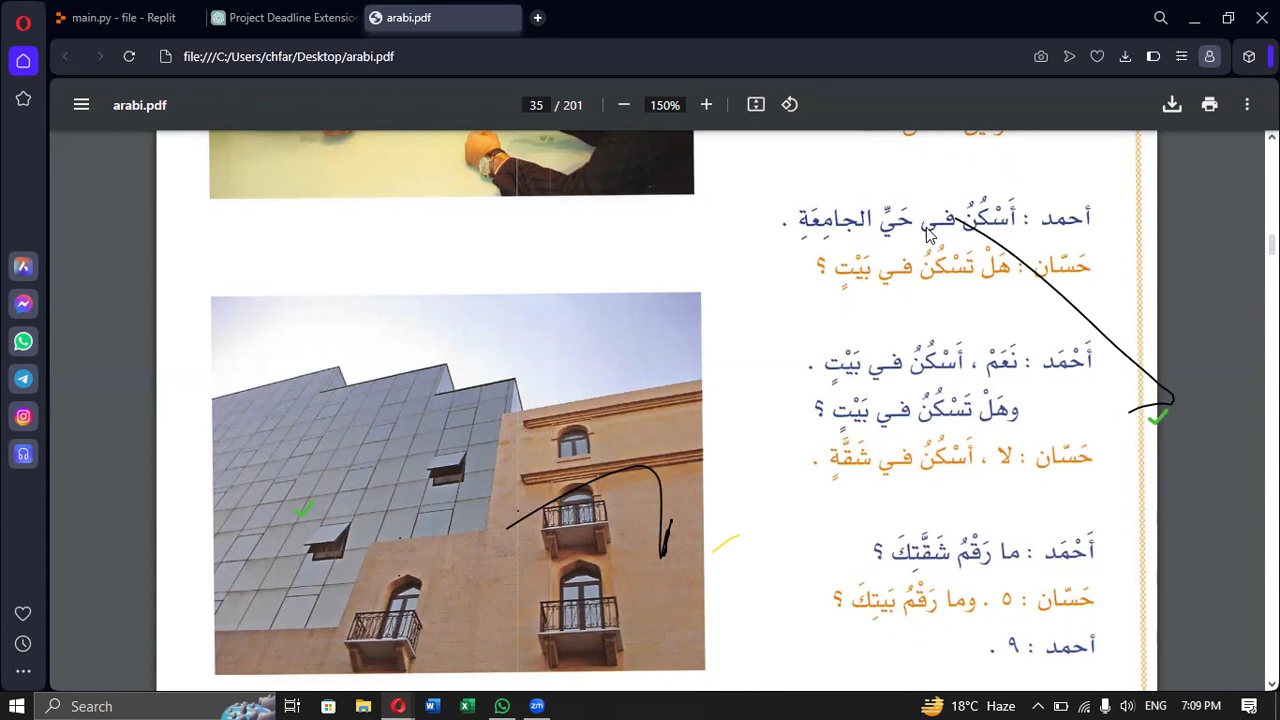 main.py - file - Replit
Project Deadline Extensio
arabi.pdf
file:///C:/Users/chfar/Desktop/arabi.pdf
arabi.pdf
35 / 201
150%
أحمد : أَسْكُنُ في حَيِّ الجامِعَةِ .
حَسّان : هَلْ تَسْكُنُ في بَيْتٍ ؟
أَحْمَد : نَعَمْ ، أَسْكُنُ في بَيْتٍ .
وهَلْ تَسْكُنُ في بَيْتٍ ؟
حَسّان : لا ، أَسْكُنُ في شَقَّةٍ .
أَحْمَد : ما رَقْمُ شَقَّتِكَ ؟
حَسّان : ٥ . وما رَقْمُ بَيتِكَ ؟
أحمد : ٩ .
Search
18°C Haze
ENG
7:09 PM